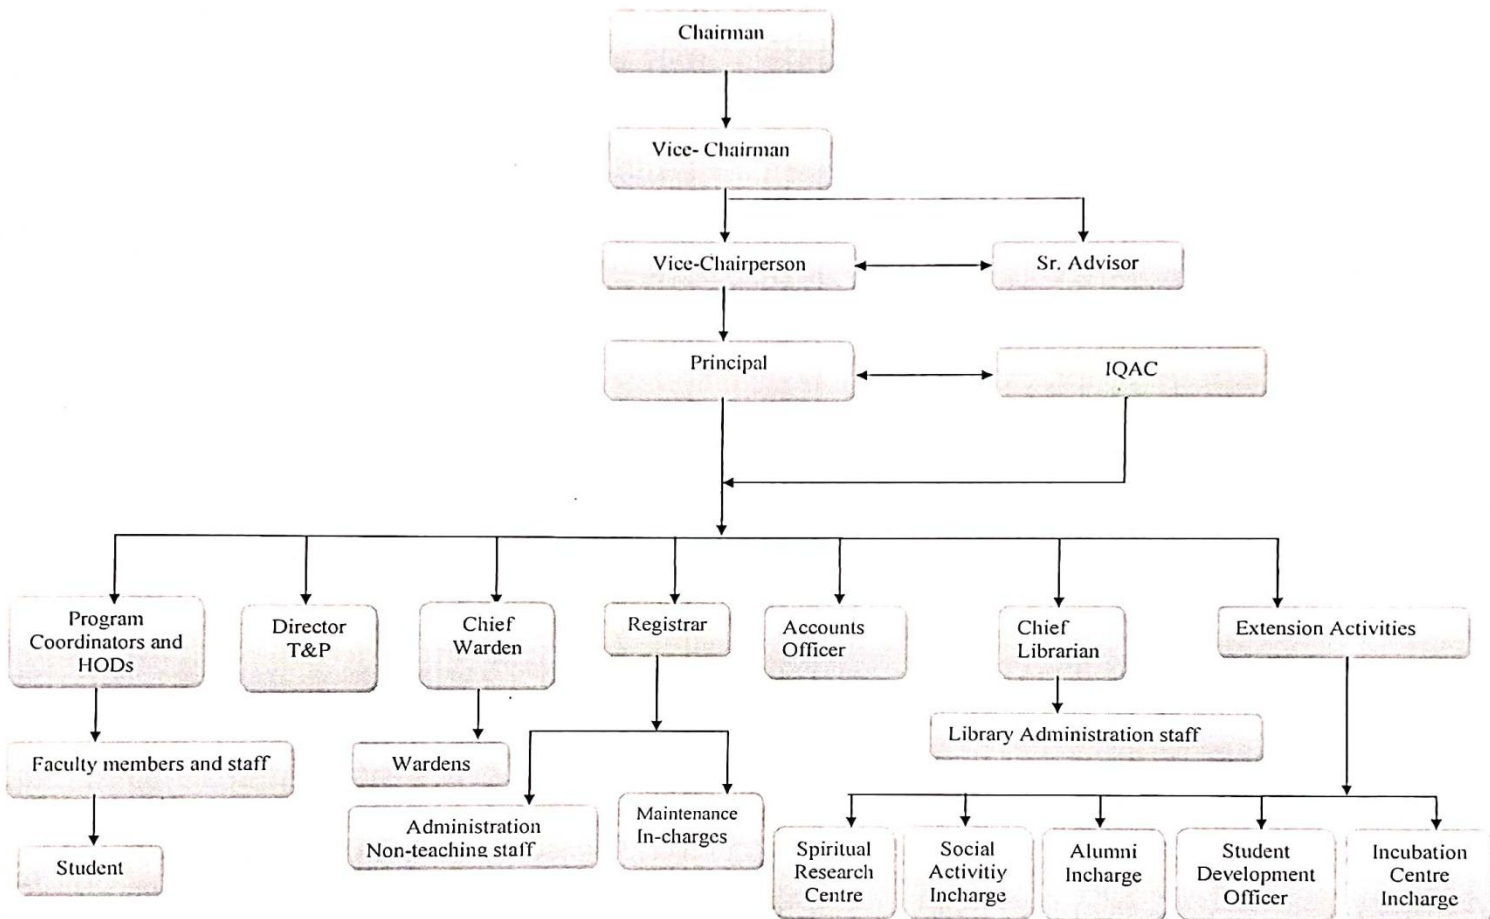 Chairman
Vice- Chairman
Vice-Chairperson
Sr. Advisor
Principal
IQAC
Program
Coordinators and
HODs
Director
T&P
Chief
Warden
Registrar
Accounts
Officer
Chief
Librarian
Extension Activities
Faculty members and staff
Wardens
Library Administration staff
Administration
Non-teaching staff
Maintenance
In-charges
Student
Spiritual
Research
Centre
Social
Activitiy
Incharge
Alumni
Incharge
Student
Development
Officer
Incubation
Centre
Incharge